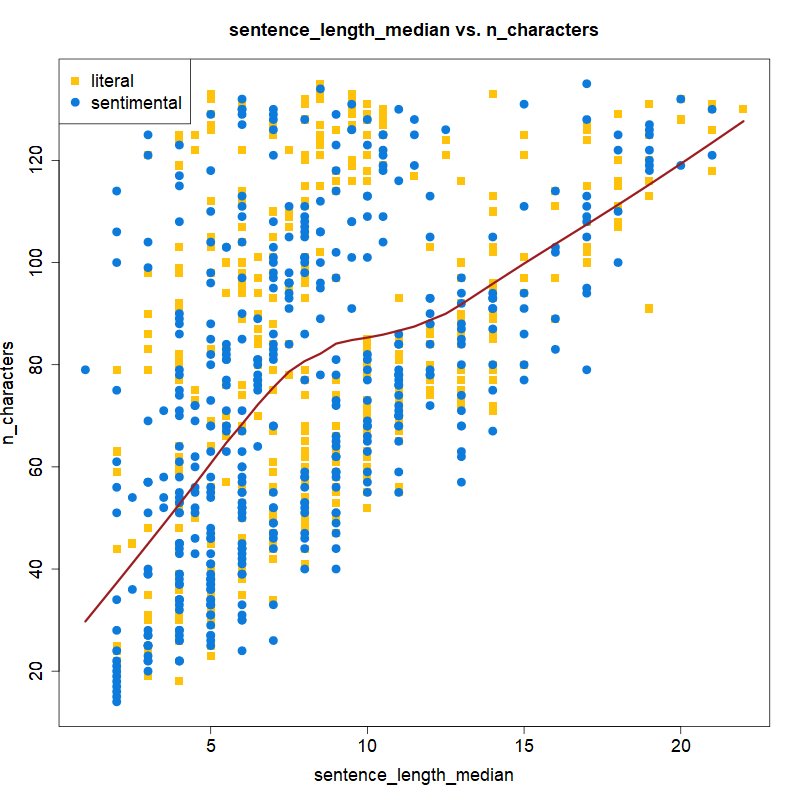 sentence_length_median vs. n_characters
literal
sentimental
n_characters
120
100
80
60
40
20
5 10 15 20
sentence_length_median